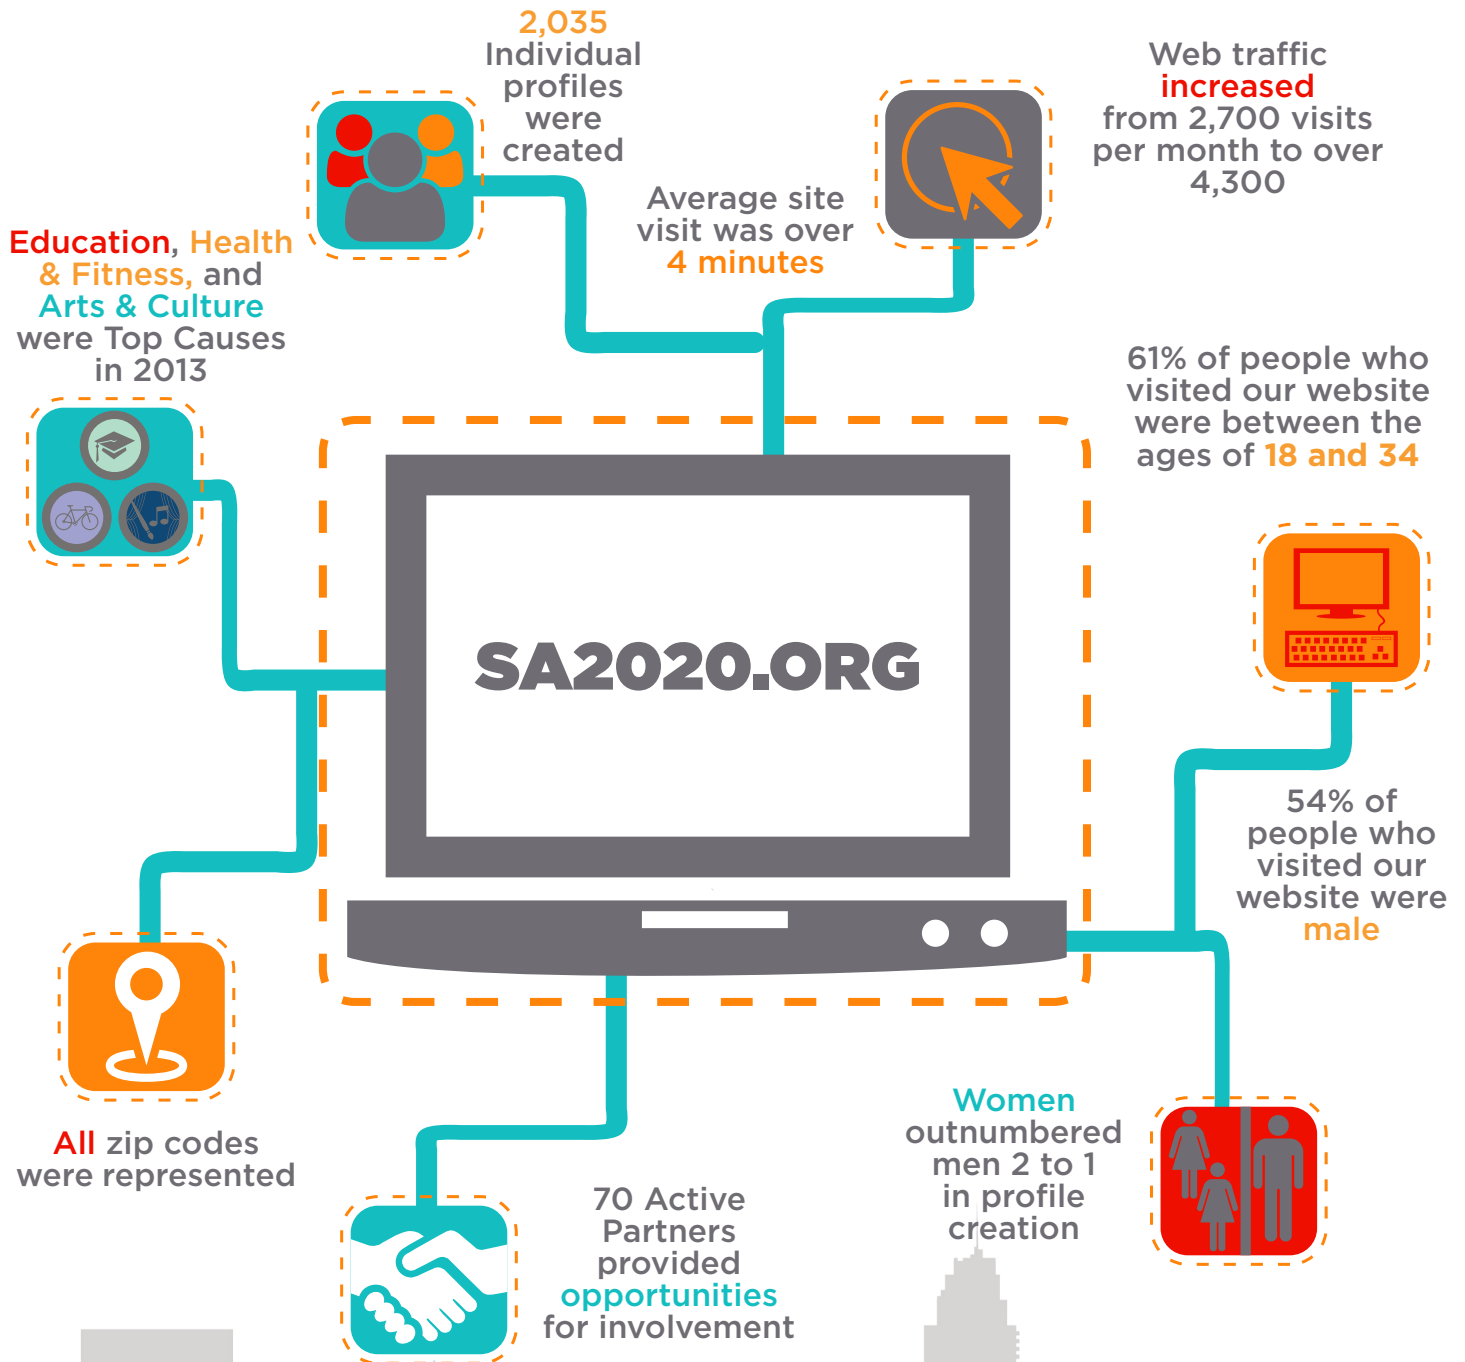 2,035
Individual
profiles
were
created
Web traffic
increased
from 2,700 visits
per month to over
4,300
Average site
visit was over
4 minutes
Education, Health
& Fitness, and
Arts & Culture
were Top Causes
in 2013
61% of people who
visited our website
were between the
ages of 18 and 34
SA2020.ORG
54% of
people who
visited our
website were
male
All zip codes
were represented
70 Active
Partners
provided
opportunities
for involvement
Women
outnumbered
men 2 to 1
in profile
creation